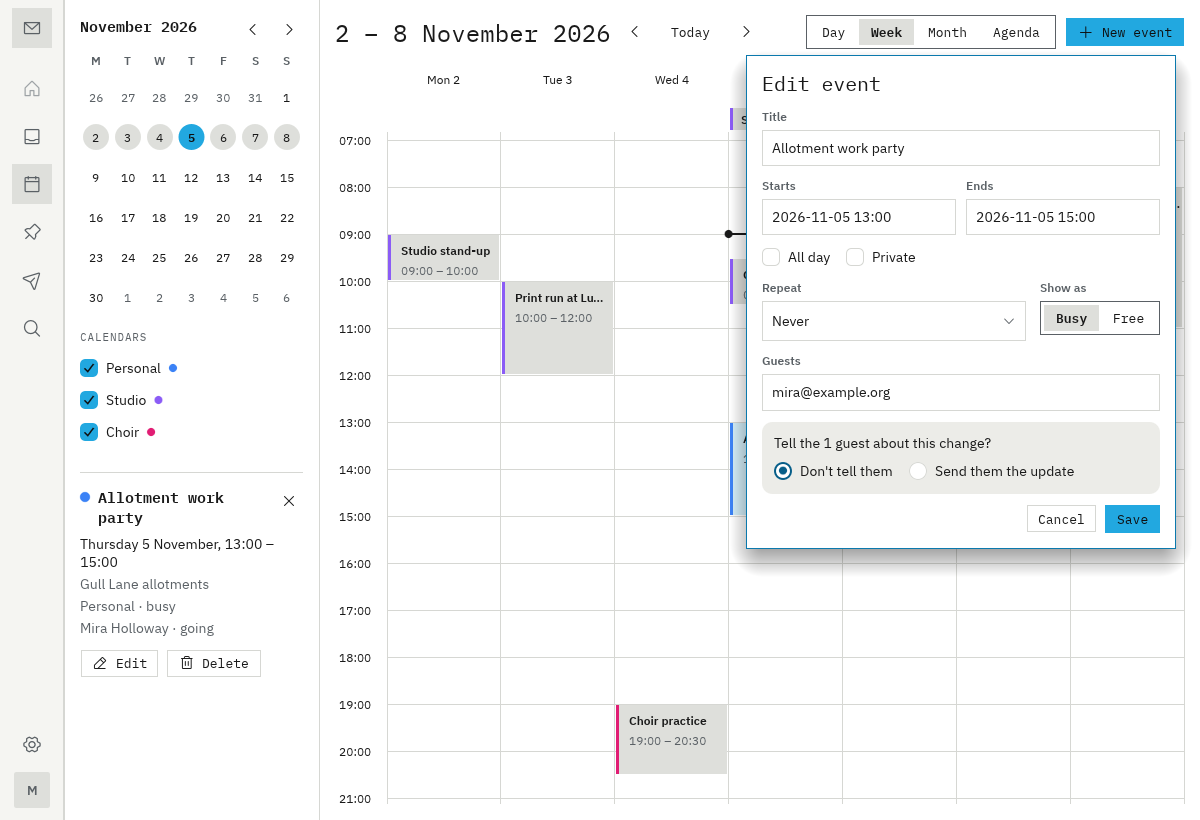 November 2026
M T W T F S S
26 27 28 29 30 31 1
2 3 4 5 6 7 8
9 10 11 12 13 14 15
16 17 18 19 20 21 22
23 24 25 26 27 28 29
30 1 2 3 4 5 6
CALENDARS
Personal
Studio
Choir
Allotment work
party
Thursday 5 November, 13:00 –
15:00
Gull Lane allotments
Personal · busy
Mira Holloway · going
Edit Delete
M
2 – 8 November 2026
Today
Day Week Month Agenda
New event
Mon 2 Tue 3 Wed 4
07:00
08:00
09:00
10:00
11:00
12:00
13:00
14:00
15:00
16:00
17:00
18:00
19:00
20:00
21:00
Studio stand-up
09:00 – 10:00
Print run at Lu...
10:00 – 12:00
Choir practice
19:00 – 20:30
Edit event
Title
Allotment work party
Starts Ends
2026-11-05 13:00 2026-11-05 15:00
All day Private
Repeat Show as
Never Busy Free
Guests
mira@example.org
Tell the 1 guest about this change?
Don't tell them Send them the update
Cancel Save